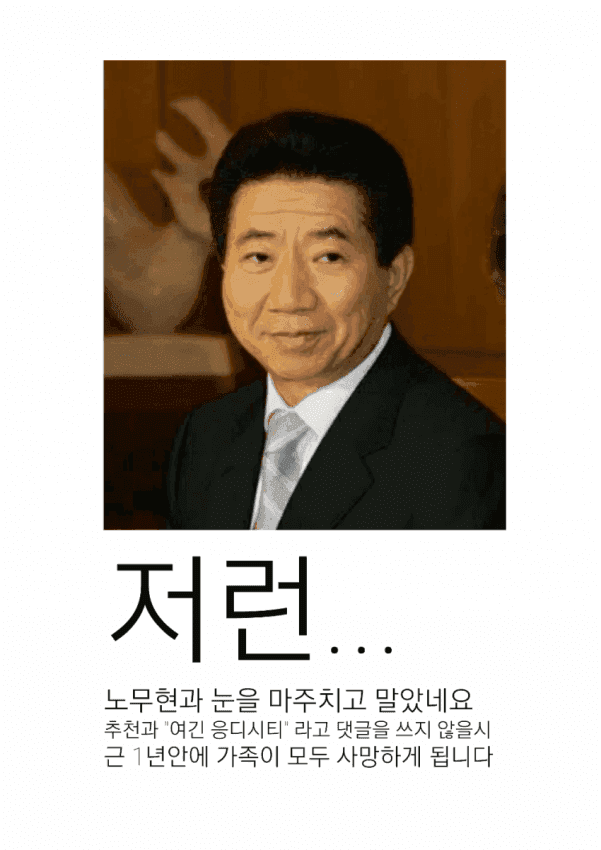 저런...
노무현과 눈을 마주치고 말았네요
추천과 "여긴 응디시티" 라고 댓글을 쓰지 않을시
근 1년안에 가족이 모두 사망하게 됩니다